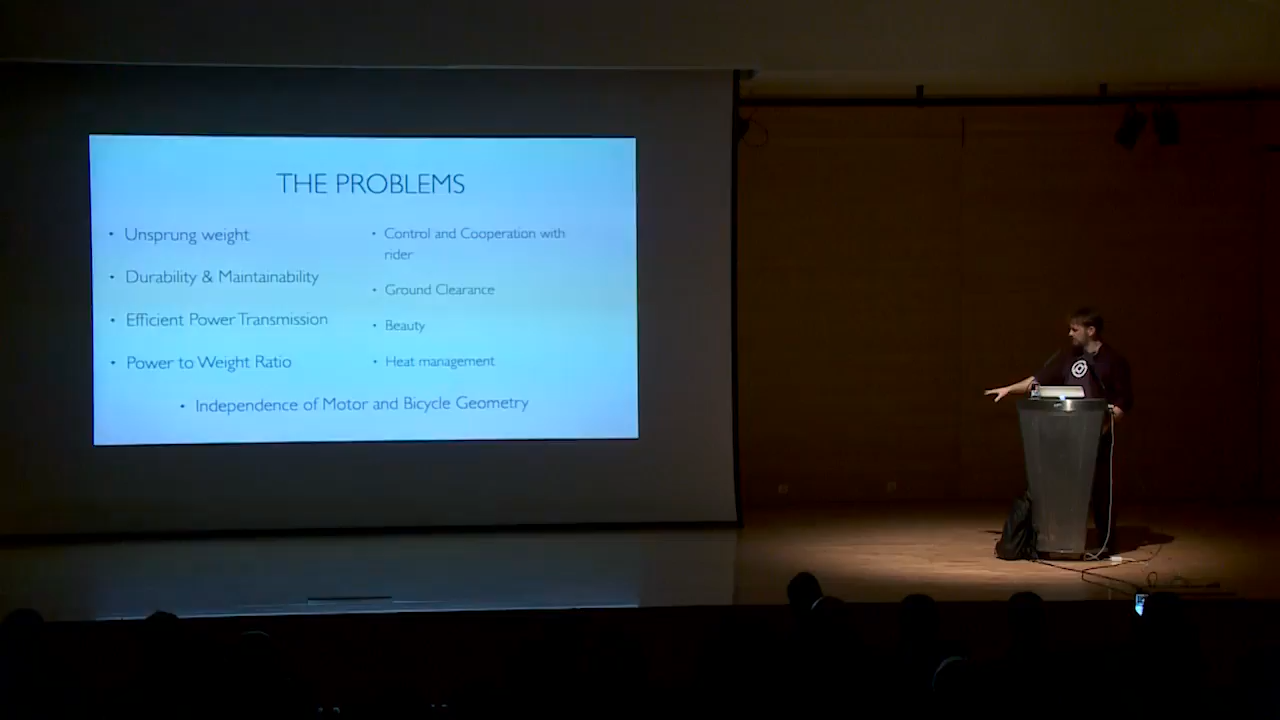 THE PROBLEMS
• Unsprung weight
• Durability & Maintainability
• Efficient Power Transmission
• Power to Weight Ratio
• Control and Cooperation with
rider
• Ground Clearance
• Beauty
• Heat management
• Independence of Motor and Bicycle Geometry